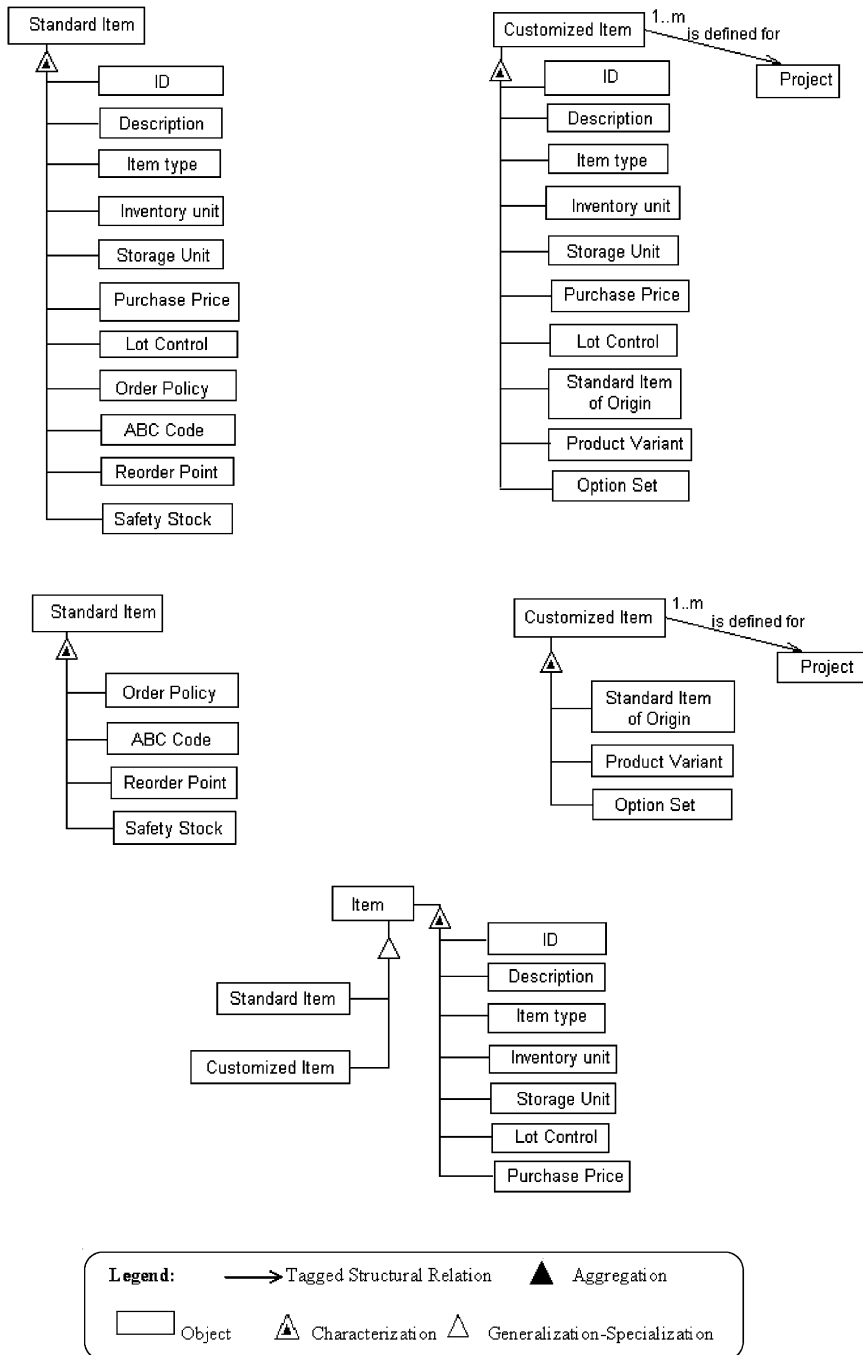 Standard Item
ID
Description
Item type
Inventory unit
Storage Unit
Purchase Price
Lot Control
Order Policy
ABC Code
Reorder Point
Safety Stock
Customized Item
1..m
is defined for
Project
ID
Description
Item type
Inventory unit
Storage Unit
Purchase Price
Lot Control
Standard Item
of Origin
Product Variant
Option Set
Standard Item
Order Policy
ABC Code
Reorder Point
Safety Stock
Customized Item
1..m
is defined for
Project
Standard Item
of Origin
Product Variant
Option Set
Item
Standard Item
Customized Item
ID
Description
Item type
Inventory unit
Storage Unit
Lot Control
Purchase Price
Legend: Tagged Structural Relation Aggregation
Object Characterization Generalization-Specialization